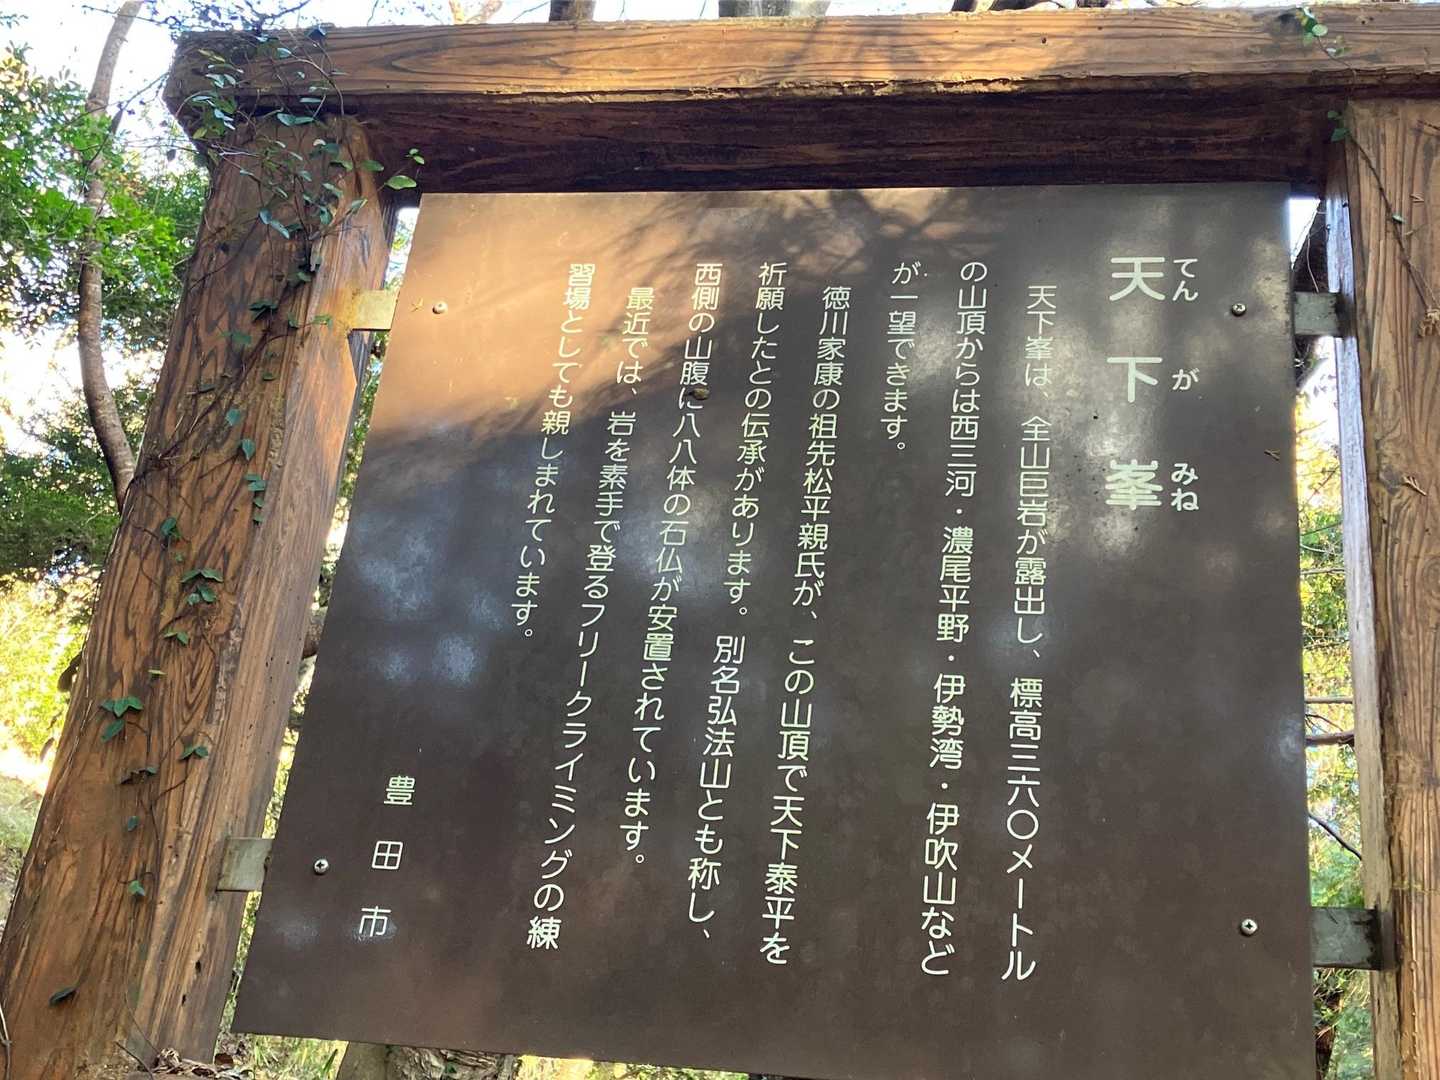 天下峯
てんがみね
天下峯は、全山巨岩が露出し、標高三六〇メートル
の山頂からは西三河・濃尾平野・伊勢湾・伊吹山など
が一望できます。
徳川家康の祖先松平親氏が、この山頂で天下泰平を
祈願したとの伝承があります。別名弘法山とも称し、
西側の山腹に八八体の石仏が安置されています。
最近では、岩を素手で登るフリークライミングの練
習場としても親しまれています。
豊田市